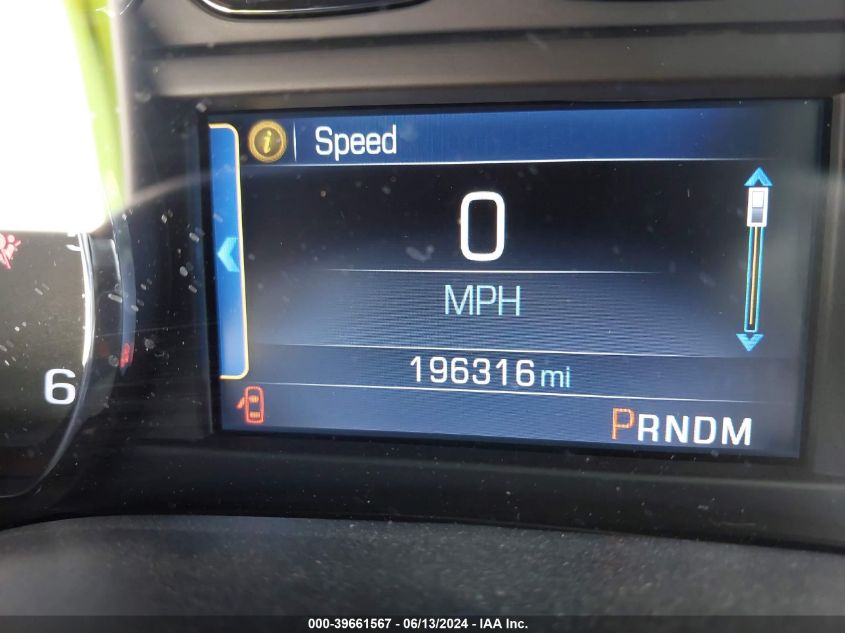 Speed
0
MPH
6
196316 mi
PRNDM
000-39661567 - 06/13/2024 - IAA Inc.